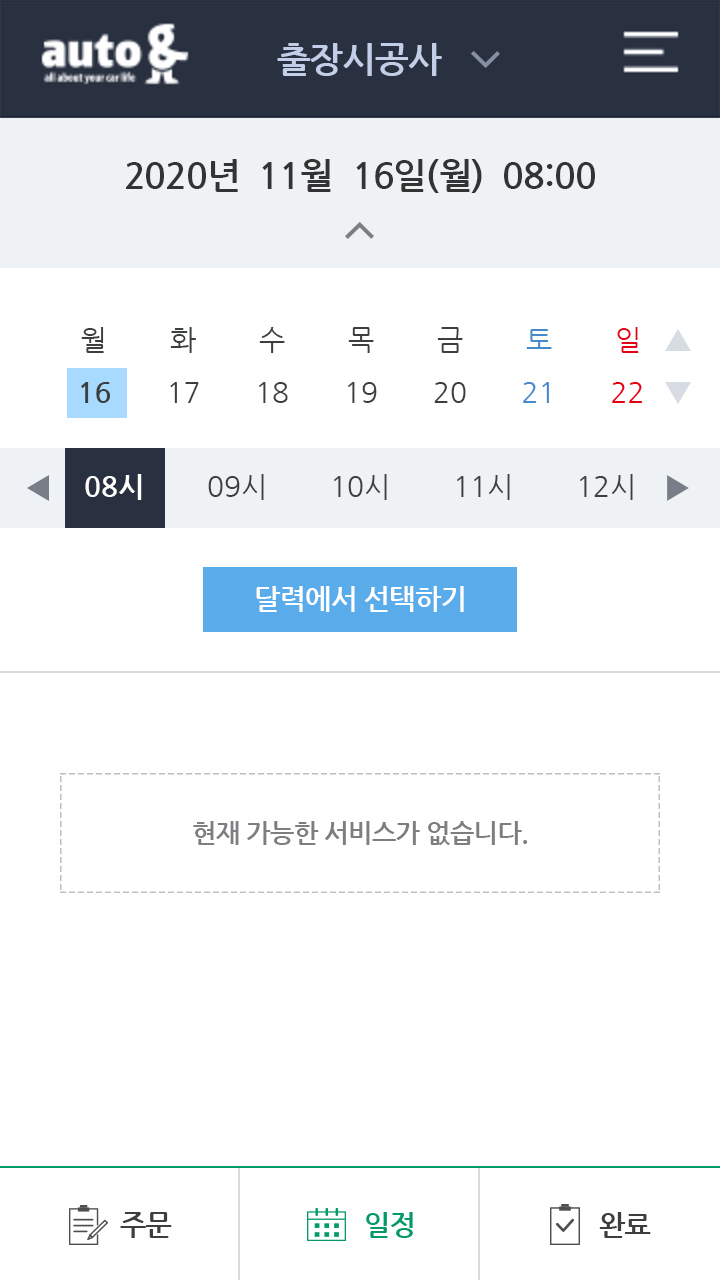 auto &
all about your car life
출장시공사
2020년 11월 16일(월) 08:00
월 화 수 목 금 토 일
16 17 18 19 20 21 22
08시 09시 10시 11시 12시
달력에서 선택하기
현재 가능한 서비스가 없습니다.
주문 일정 완료